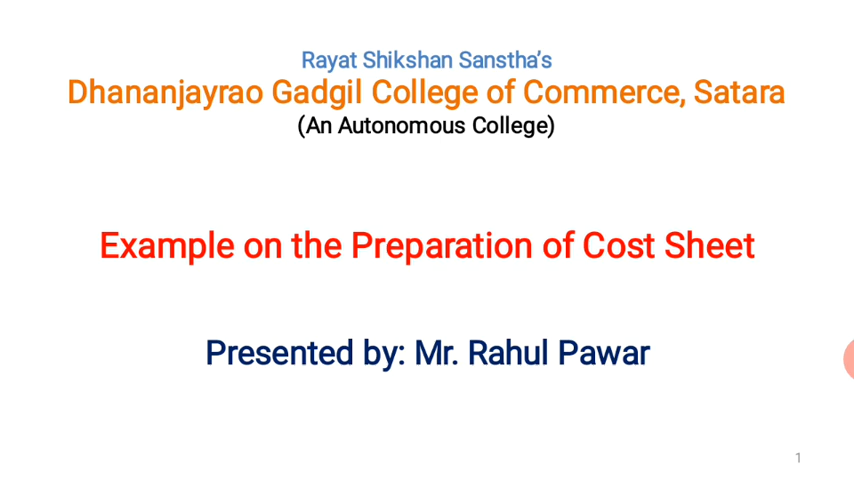 Rayat Shikshan Sanstha's
Dhananjayrao Gadgil College of Commerce, Satara
(An Autonomous College)
Example on the Preparation of Cost Sheet
Presented by: Mr. Rahul Pawar
1